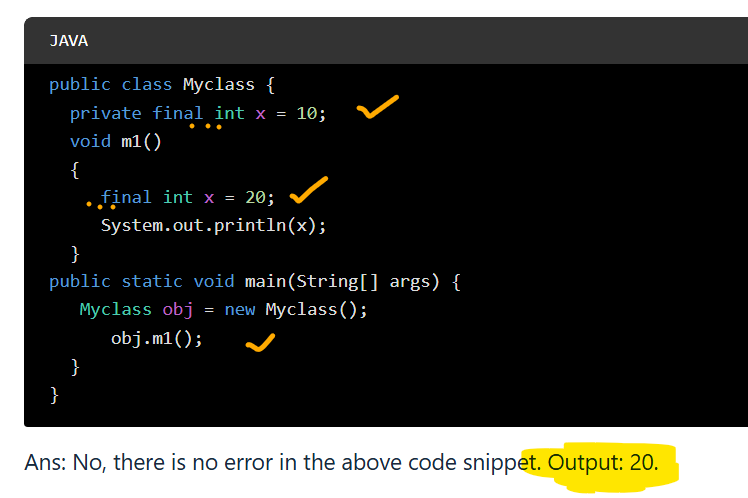 JAVA
public class Myclass {
private final int x = 10;
void m1()
{
final int x = 20;
System.out.println(x);
}
public static void main(String[] args) {
Myclass obj = new Myclass();
obj.m1();
}
}
Ans: No, there is no error in the above code snippet. Output: 20.